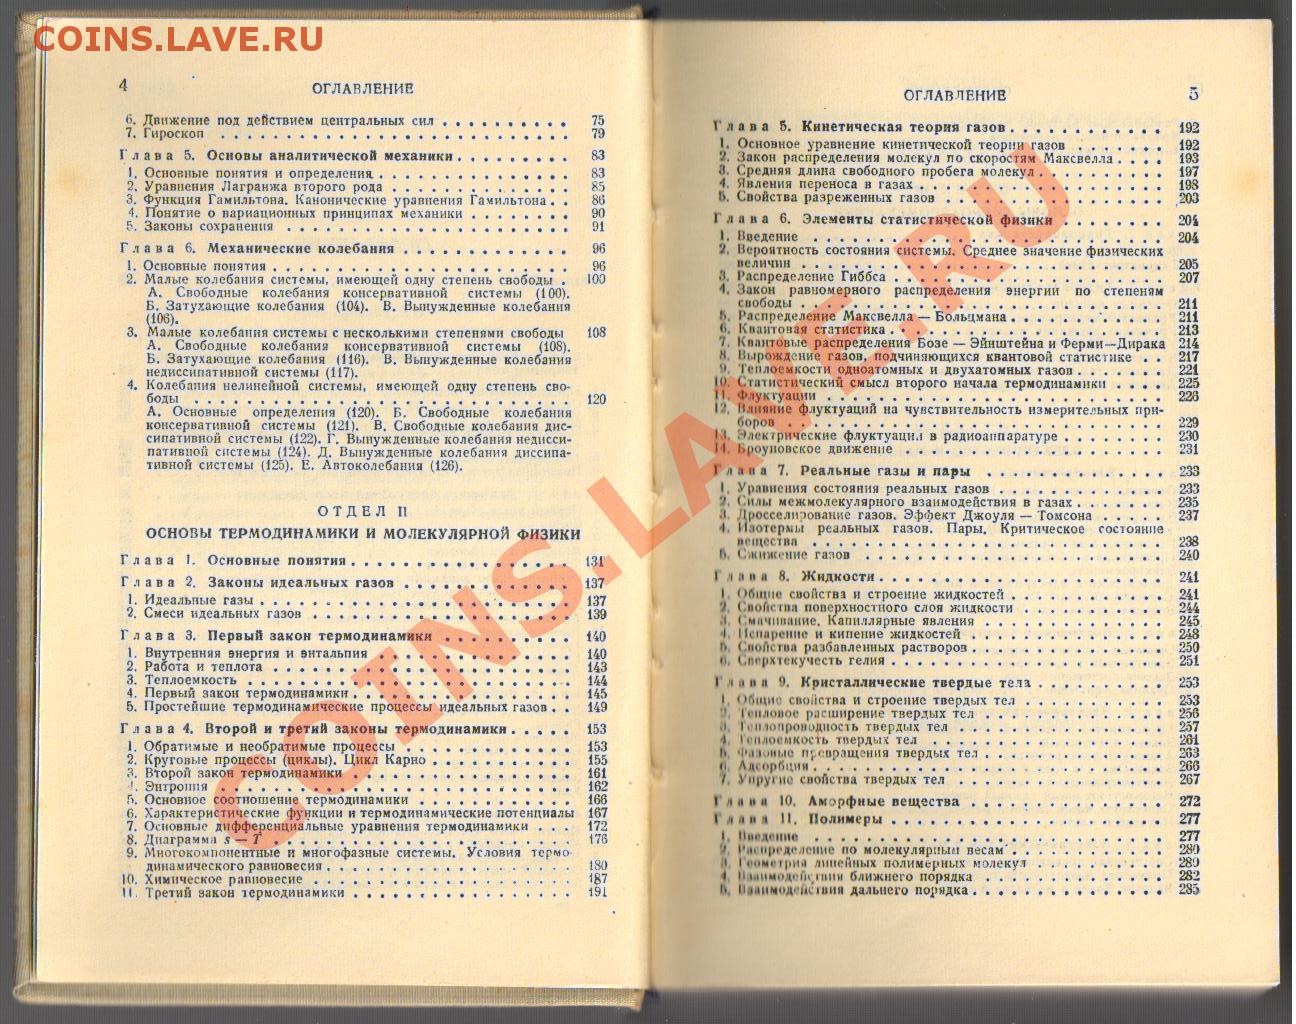 COINS.LAVE.RU
4 ОГЛАВЛЕНИЕ
6. Движение под действием центральных сил . . . . . . . . . . 75
7. Гироскоп . . . . . . . . . . 79
Глава 5. Основы аналитической механики . . . . . . . . . 83
1. Основные понятия и определения . . . . . . . . . 83
2. Уравнения Лагранжа второго рода . . . . . . . . . 85
3. Функция Гамильтона. Канонические уравнения Гамильтона . . 86
4. Понятие о вариационных принципах механики . . . . . . . . 90
5. Законы сохранения . . . . . . . . . 91
Глава 6. Механические колебания . . . . . . . . . 96
1. Основные понятия . . . . . . . . . 96
2. Малые колебания системы, имеющей одну степень свободы . 100
А. Свободные колебания консервативной системы (100).
Б. Затухающие колебания (104). В. Вынужденные колебания
(106).
3. Малые колебания системы с несколькими степенями свободы 108
А. Свободные колебания консервативной системы (108).
Б. Затухающие колебания (116). В. Вынужденные колебания
недиссипативной системы (117).
4. Колебания нелинейной системы, имеющей одну степень сво-
боды . . . . . . . . . 120
А. Основные определения (120). Б. Свободные колебания
консервативной системы (121). В. Свободные колебания дис-
сипативной системы (122). Г. Вынужденные колебания недисси-
пативной системы (124). Д. Вынужденные колебания диссипа-
тивной системы (125). Е. Автоколебания (126).
ОТДЕЛ II
ОСНОВЫ ТЕРМОДИНАМИКИ И МОЛЕКУЛЯРНОЙ ФИЗИКИ
Глава 1. Основные понятия . . . . . . . . . 131
Глава 2. Законы идеальных газов . . . . . . . . . 137
1. Идеальные газы . . . . . . . . . 137
2. Смеси идеальных газов . . . . . . . . . 139
Глава 3. Первый закон термодинамики . . . . . . . . . 140
1. Внутренняя энергия и энтальпия . . . . . . . . . 140
2. Работа и теплота . . . . . . . . . 143
3. Теплоемкость . . . . . . . . . 144
4. Первый закон термодинамики . . . . . . . . . 145
5. Простейшие термодинамические процессы идеальных газов . . 149
Глава 4. Второй и третий законы термодинамики . . . . . 153
1. Обратимые и необратимые процессы . . . . . . . . . 153
2. Круговые процессы (циклы). Цикл Карно . . . . . . . . . 155
3. Второй закон термодинамики . . . . . . . . . 161
4. Энтропия . . . . . . . . . 162
5. Основное соотношение термодинамики . . . . . . . . . 166
6. Характеристические функции и термодинамические потенциалы 167
7. Основные дифференциальные уравнения термодинамики . . . 172
8. Диаграмма s — T . . . . . . . . . 176
9. Многокомпонентные и многофазные системы. Условия термо-
динамического равновесия . . . . . . . . . 180
10. Химическое равновесие . . . . . . . . . 187
11. Третий закон термодинамики . . . . . . . . . 191
ОГЛАВЛЕНИЕ 5
Глава 5. Кинетическая теория газов . . . . . . . . . 192
1. Основное уравнение кинетической теории газов . . . . . . 192
2. Закон распределения молекул по скоростям Максвелла . . . . 193
3. Средняя длина свободного пробега молекул . . . . . . . . . 197
4. Явления переноса в газах . . . . . . . . . 198
5. Свойства разреженных газов . . . . . . . . . 203
Глава 6. Элементы статистической физики . . . . . . . . . 204
1. Введение . . . . . . . . . 204
2. Вероятность состояния системы. Среднее значение физических
величин . . . . . . . . . 205
3. Распределение Гиббса . . . . . . . . . 207
4. Закон равномерного распределения энергии по степеням
свободы . . . . . . . . . 211
5. Распределение Максвелла — Больцмана . . . . . . . . . 211
6. Квантовая статистика . . . . . . . . . 213
7. Квантовые распределения Бозе — Эйнштейна и Ферми—Дирака 214
8. Вырождение газов, подчиняющихся квантовой статистике . . 217
9. Теплоемкости одноатомных и двухатомных газов . . . . . . . 221
10. Статистический смысл второго начала термодинамики . . . . 225
11. Флуктуации . . . . . . . . . 226
12. Влияние флуктуаций на чувствительность измерительных при-
боров . . . . . . . . . 229
13. Электрические флуктуации в радиоаппаратуре . . . . . . . . 230
14. Броуновское движение . . . . . . . . . 231
Глава 7. Реальные газы и пары . . . . . . . . . 233
1. Уравнения состояния реальных газов . . . . . . . . . 233
2. Силы межмолекулярного взаимодействия в газах . . . . . . . 235
3. Дросселирование газов. Эффект Джоуля — Томсона . . . . . 237
4. Изотермы реальных газов. Пары. Критическое состояние
вещества . . . . . . . . . 238
5. Сжижение газов . . . . . . . . . 240
Глава 8. Жидкости . . . . . . . . . 241
1. Общие свойства и строение жидкостей . . . . . . . . . 241
2. Свойства поверхностного слоя жидкости . . . . . . . . . 244
3. Смачивание. Капиллярные явления . . . . . . . . . 245
4. Испарение и кипение жидкостей . . . . . . . . . 248
5. Свойства разбавленных растворов . . . . . . . . . 250
6. Сверхтекучесть гелия . . . . . . . . . 251
Глава 9. Кристаллические твердые тела . . . . . . . . . 253
1. Общие свойства и строение твердых тел . . . . . . . . . 253
2. Тепловое расширение твердых тел . . . . . . . . . 256
3. Теплопроводность твердых тел . . . . . . . . . 257
4. Теплоемкость твердых тел . . . . . . . . . 261
5. Фазовые превращения твердых тел . . . . . . . . . 263
6. Адсорбция . . . . . . . . . 266
7. Упругие свойства твердых тел . . . . . . . . . 267
Глава 10. Аморфные вещества . . . . . . . . . 272
Глава 11. Полимеры . . . . . . . . . 277
1. Введение . . . . . . . . . 277
2. Распределение по молекулярным весам . . . . . . . . . 280
3. Геометрия линейных полимерных молекул . . . . . . . . . 280
4. Взаимодействия ближнего порядка . . . . . . . . . 282
5. Взаимодействия дальнего порядка . . . . . . . . . 285
COINS.LAVE.RU